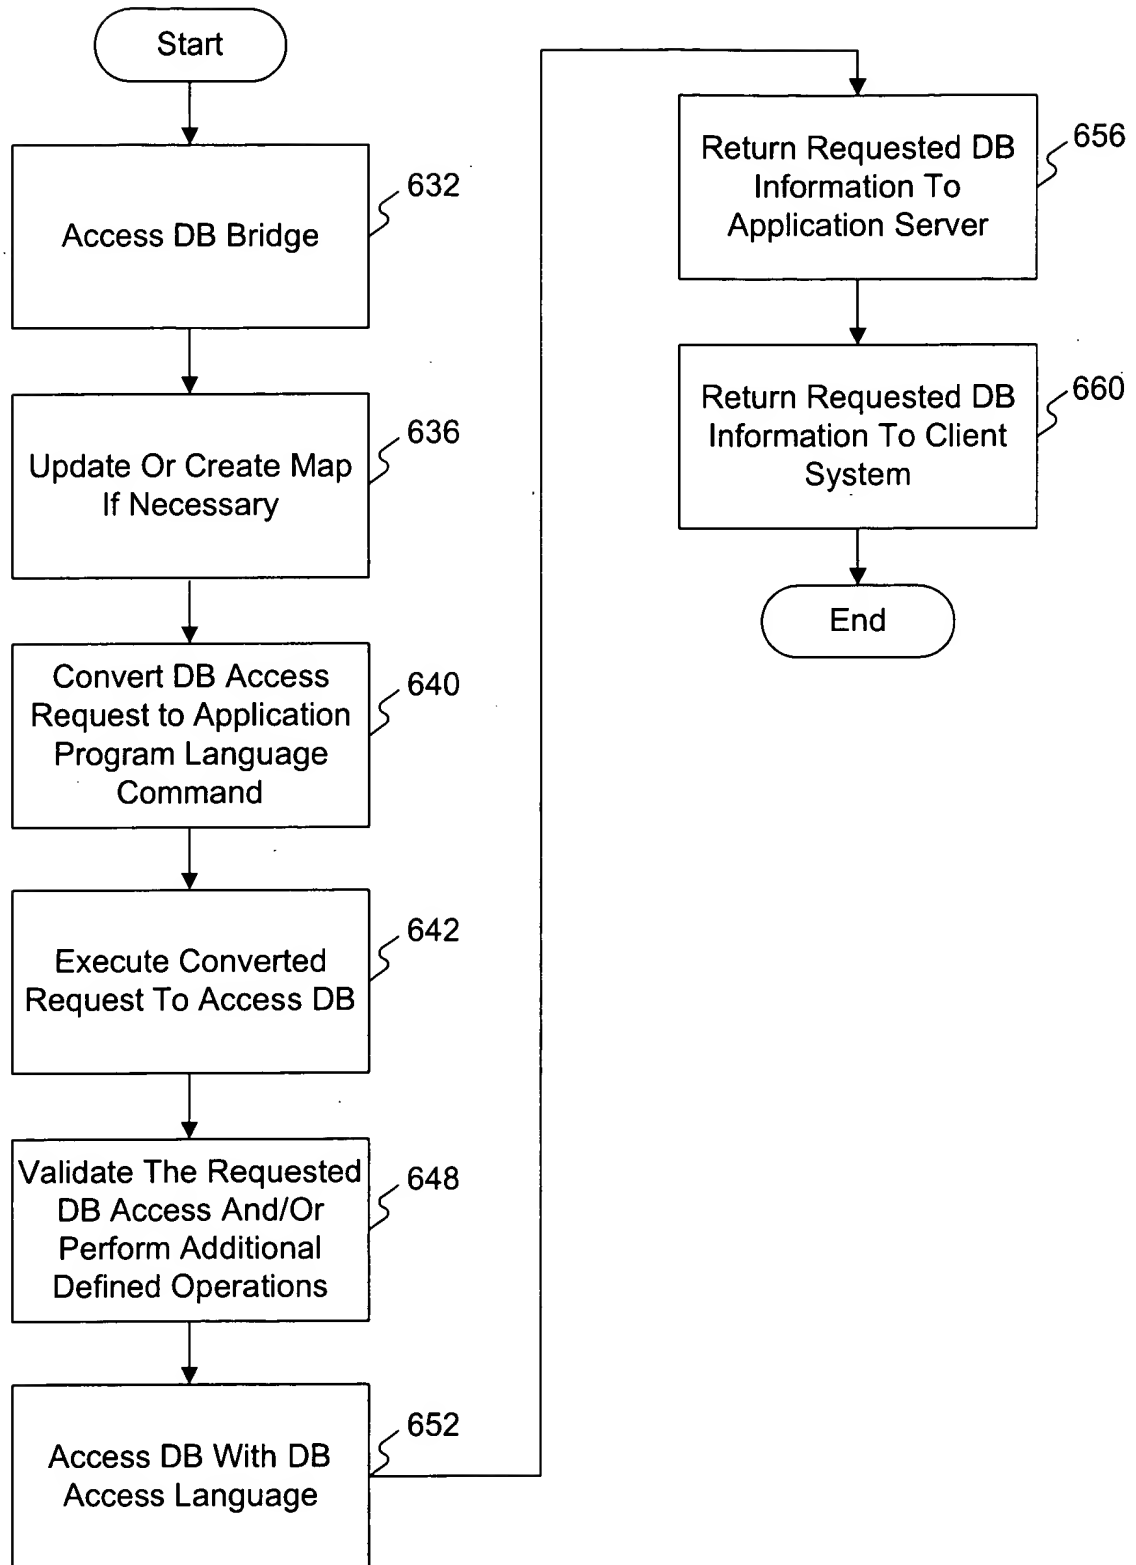 Start
Access DB Bridge
632
Update Or Create Map
If Necessary
636
Convert DB Access
Request to Application
Program Language
Command
640
Execute Converted
Request To Access DB
642
Validate The Requested
DB Access And/Or
Perform Additional
Defined Operations
648
Access DB With DB
Access Language
652
Return Requested DB
Information To
Application Server
656
Return Requested DB
Information To Client
System
660
End